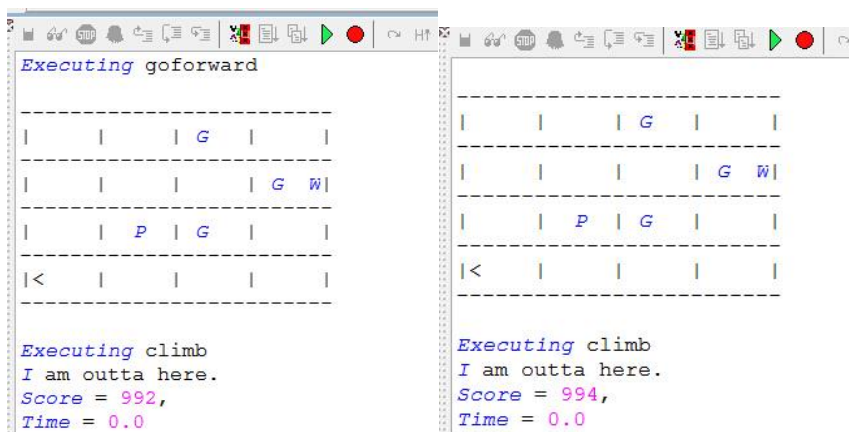 Executing goforward
--------------------------
| | | G | |
--------------------------
| | | | G W|
--------------------------
| | P | G | |
--------------------------
|< | | | |
--------------------------
Executing climb
I am outta here.
Score = 992,
Time = 0.0
STOP
--------------------------
| | | G | |
--------------------------
| | | | G W|
--------------------------
| | P | G | |
--------------------------
|< | | | |
--------------------------
Executing climb
I am outta here.
Score = 994,
Time = 0.0